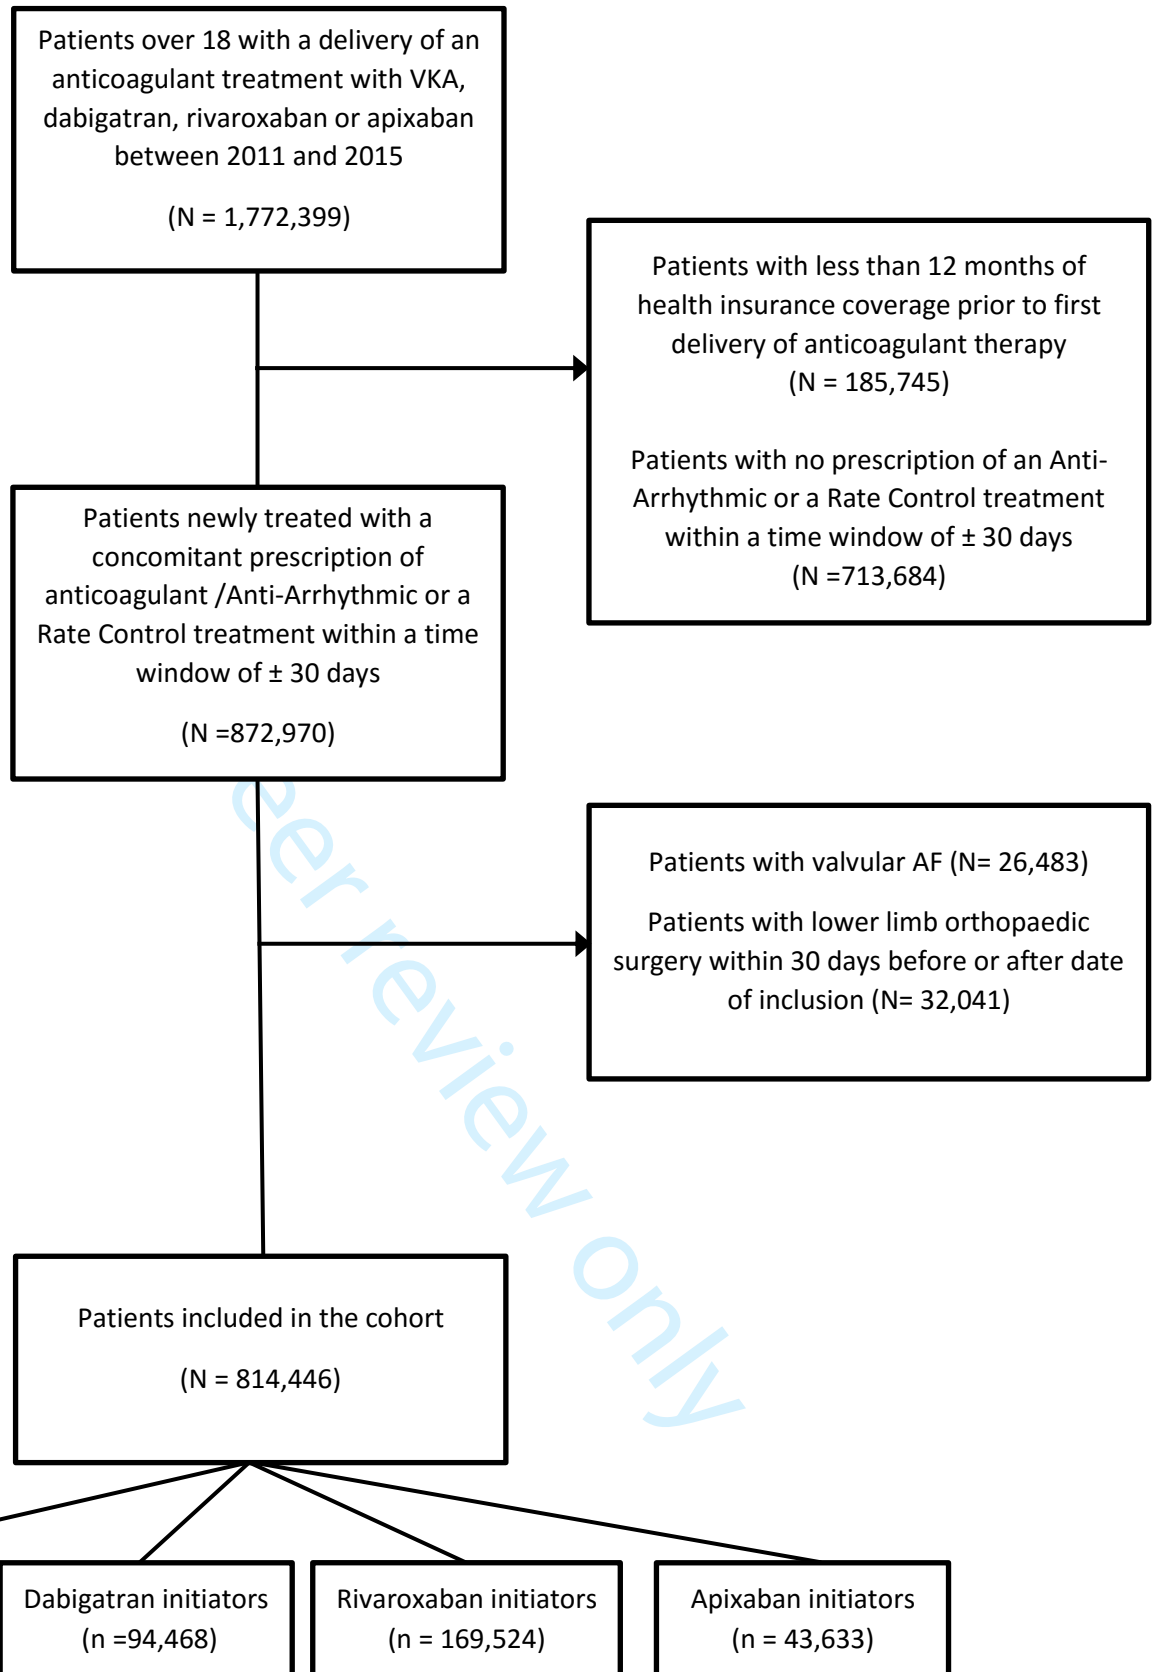 Patients over 18 with a delivery of an
anticoagulant treatment with VKA,
dabigatran, rivaroxaban or apixaban
between 2011 and 2015
(N = 1,772,399)
Patients with less than 12 months of
health insurance coverage prior to first
delivery of anticoagulant therapy
(N = 185,745)
Patients with no prescription of an Anti-
Arrhythmic or a Rate Control treatment
within a time window of ± 30 days
(N =713,684)
Patients newly treated with a
concomitant prescription of
anticoagulant /Anti-Arrhythmic or a
Rate Control treatment within a time
window of ± 30 days
(N =872,970)
Patients with valvular AF (N= 26,483)
Patients with lower limb orthopaedic
surgery within 30 days before or after date
of inclusion (N= 32,041)
eer review only
Patients included in the cohort
(N = 814,446)
Dabigatran initiators
(n =94,468)
Rivaroxaban initiators
(n = 169,524)
Apixaban initiators
(n = 43,633)